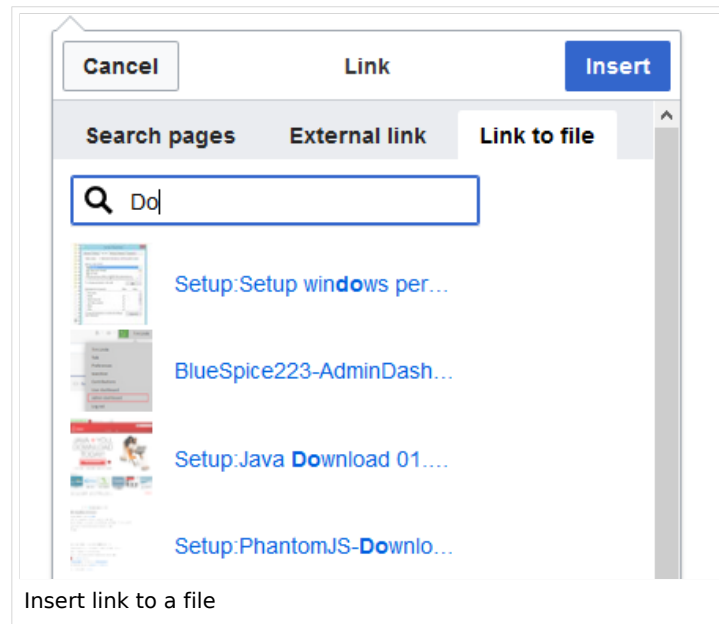 Cancel Link Insert
Search pages External link Link to file
Do
Setup:Setup windows per...
BlueSpice223-AdminDash...
Setup:Java Download 01....
Setup:PhantomJS-Downlo...
Insert link to a file